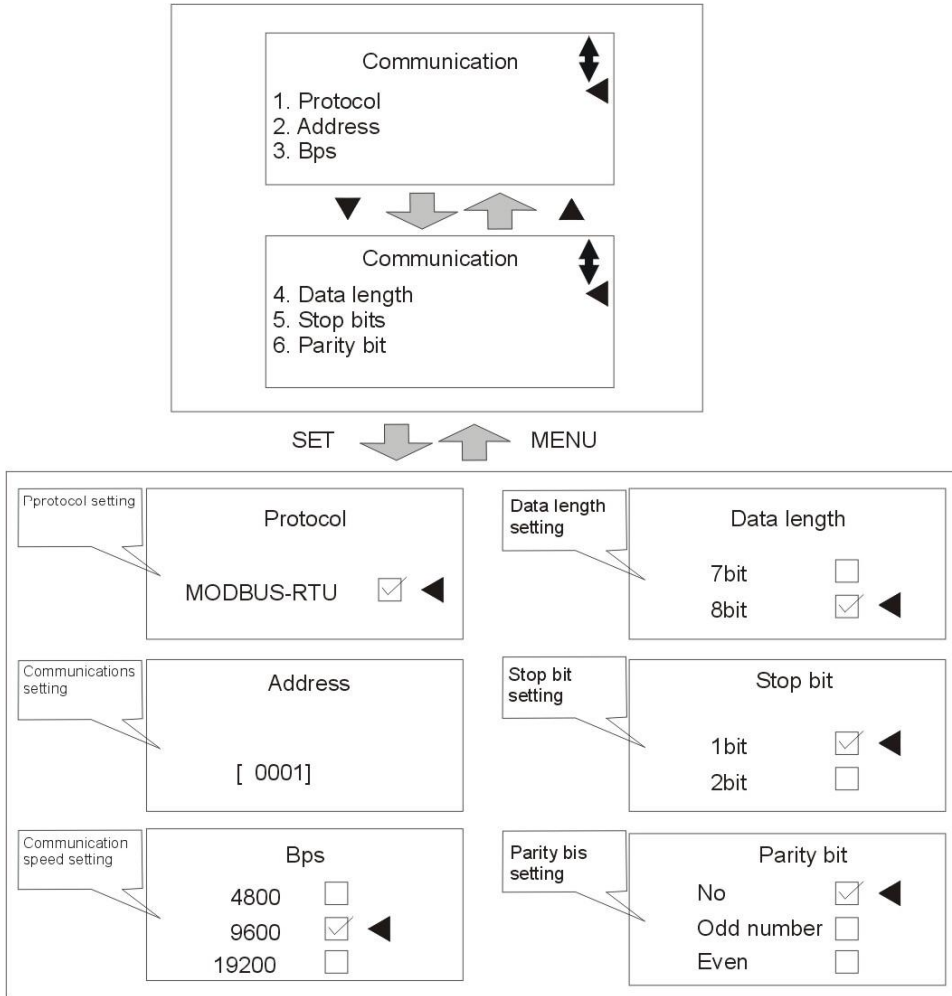 Communication
1. Protocol
2. Address
3. Bps
Communication
4. Data length
5. Stop bits
6. Parity bit
SET
MENU
Pprotocol setting
Protocol
MODBUS-RTU
Communications
setting
Address
[ 0001]
Communication
speed setting
Bps
4800
9600
19200
Data length
setting
Data length
7bit
8bit
Stop bit
setting
Stop bit
1bit
2bit
Parity bis
setting
Parity bit
No
Odd number
Even